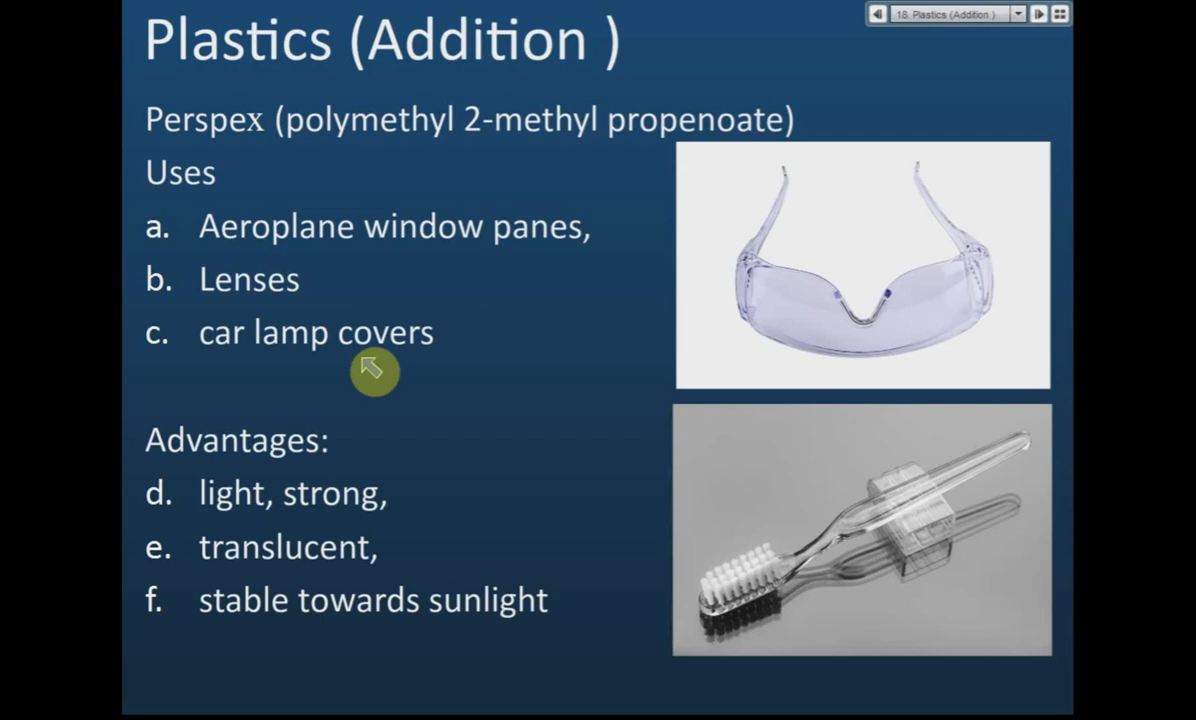 18. Plastics (Addition )
Plastics (Addition )
Perspex (polymethyl 2-methyl propenoate)
Uses
a. Aeroplane window panes,
b. Lenses
c. car lamp covers
Advantages:
d. light, strong,
e. translucent,
f. stable towards sunlight